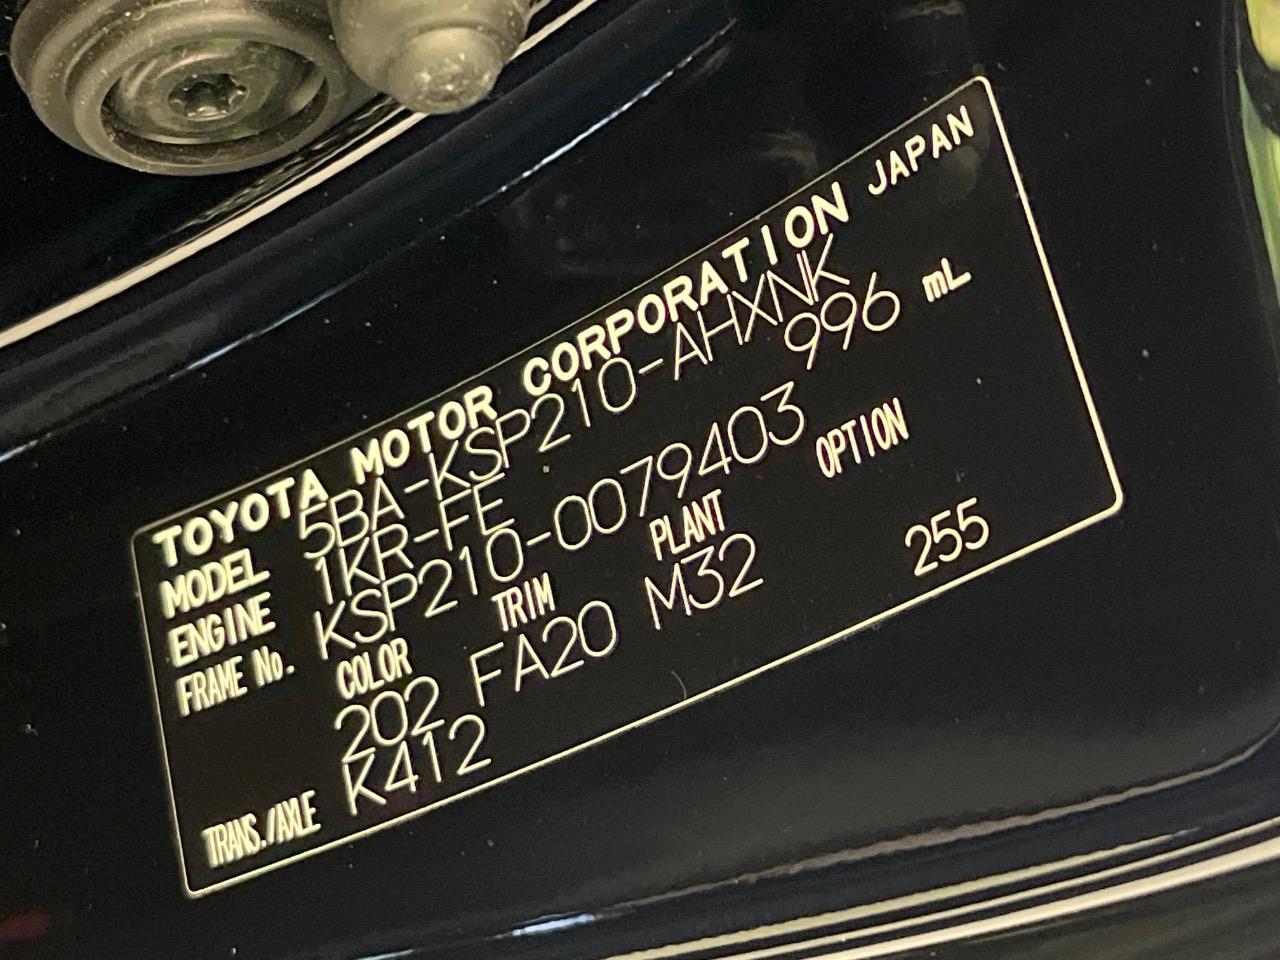 TOYOTA MOTOR CORPORATION JAPAN
MODEL 5BA-KSP210-AHXNK
ENGINE 1KR-FE 996 mL
FRAME No. KSP210-0079403
COLOR TRIM PLANT OPTION
202 FA20 M32 255
TRANS./AXLE K412